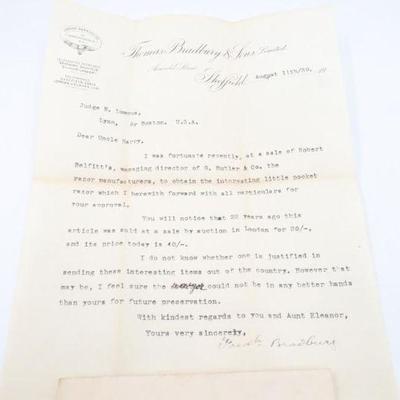 Thomas Bradbury & Sons Limited
Arundel Street
Sheffield. August 11th/30. 19
Judge R. Lummus,
Lynn, nr Boston. U.S.A.
Dear Uncle Harry,
I was fortunate recently, at a sale of Robert
Belfitt's, managing director of G. Butler & Co. the
razor manufacturers, to obtain the interesting little pocket
razor which I herewith forward with all particulars for
your approval.
You will notice that 22 years ago this
article was sold at a sale by auction in London for 20/-,
and its price today is 40/-.
I do not know whether one is justified in
sending these interesting items out of the country. However that
may be, I feel sure the could not be in any better hands
than yours for future preservation.
With kindest regards to you and Aunt Eleanor,
Yours very sincerely,
Fredk Bradbury